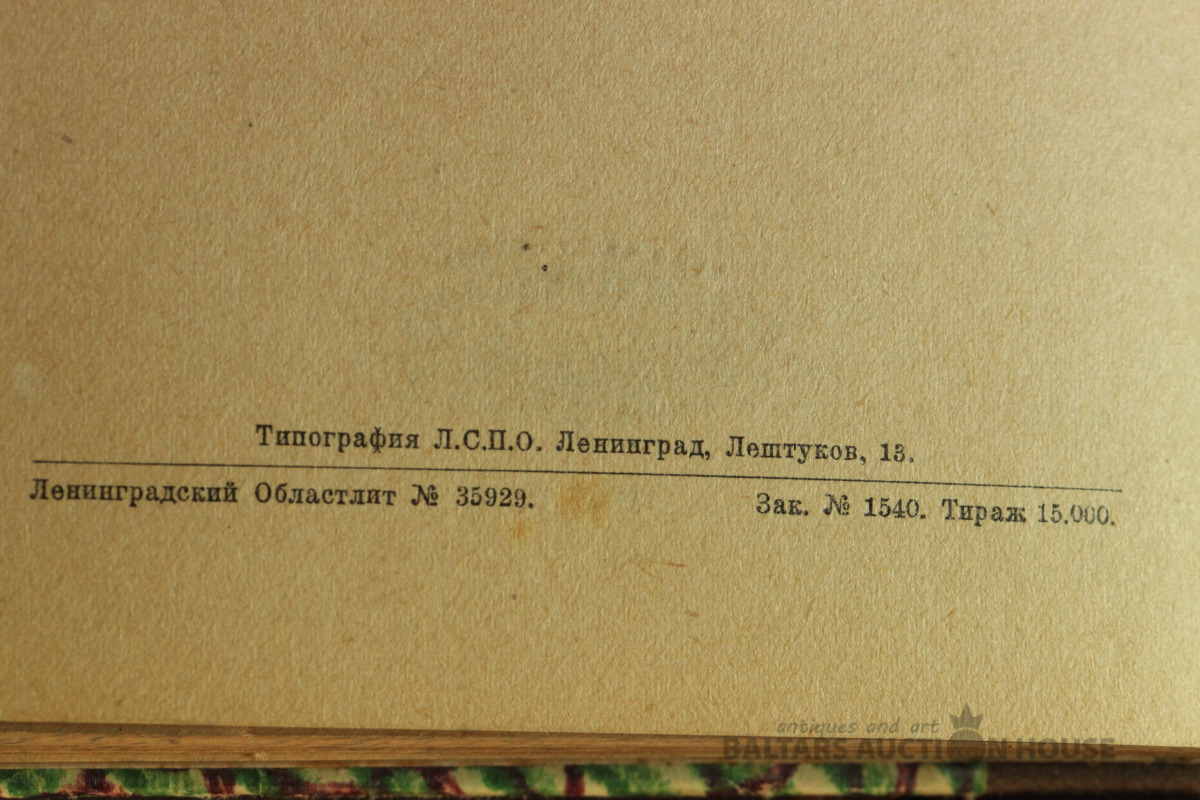 Типография Л.С.П.О. Ленинград, Лештуков, 13.
Ленинградский Областлит № 35929. Зак. № 1540. Тираж 15.000.
antiques and art
BALTARS AUCTION HOUSE